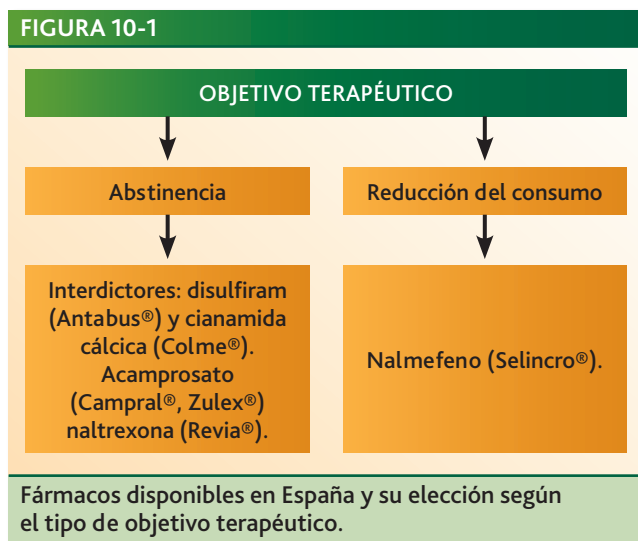 FIGURA 10-1
OBJETIVO TERAPÉUTICO
Abstinencia
Reducción del consumo
Interdictores: disulfiram
(Antabus®) y cianamida
cálcica (Colme®).
Acamprosato
(Campral®, Zulex®)
naltrexona (Revia®).
Nalmefeno (Selincro®).
Fármacos disponibles en España y su elección según
el tipo de objetivo terapéutico.